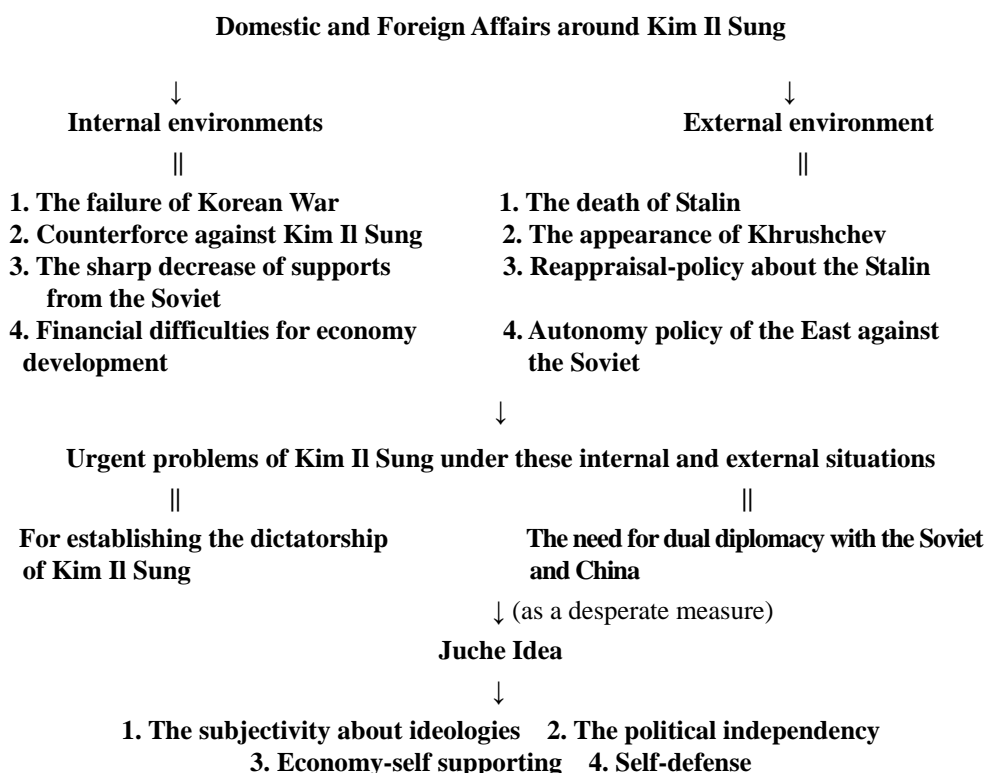 Domestic and Foreign Affairs around Kim Il Sung
↓ ↓
Internal environments External environment
|| ||
1. The failure of Korean War 1. The death of Stalin
2. Counterforce against Kim Il Sung 2. The appearance of Khrushchev
3. The sharp decrease of supports 3. Reappraisal-policy about the Stalin
from the Soviet
4. Financial difficulties for economy 4. Autonomy policy of the East against
development the Soviet
↓
Urgent problems of Kim Il Sung under these internal and external situations
|| ||
For establishing the dictatorship The need for dual diplomacy with the Soviet
of Kim Il Sung and China
↓ (as a desperate measure)
Juche Idea
↓
1. The subjectivity about ideologies 2. The political independency
3. Economy-self supporting 4. Self-defense